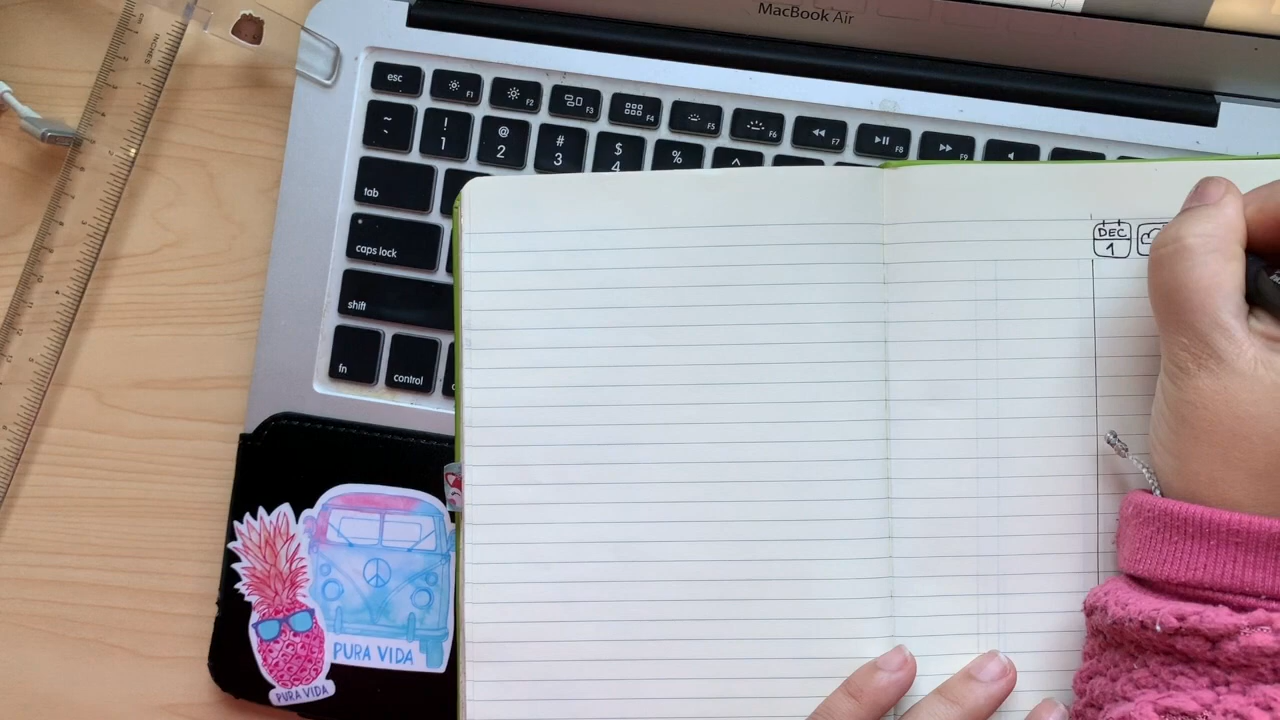 MacBook Air
INCHES
esc
F1
F2
F3
F4
F5
F6
F7
F8
F9
~
!
1
@
2
#
3
$
4
%
^
tab
caps lock
shift
fn
control
DEC
1
PURA VIDA
PURA VIDA